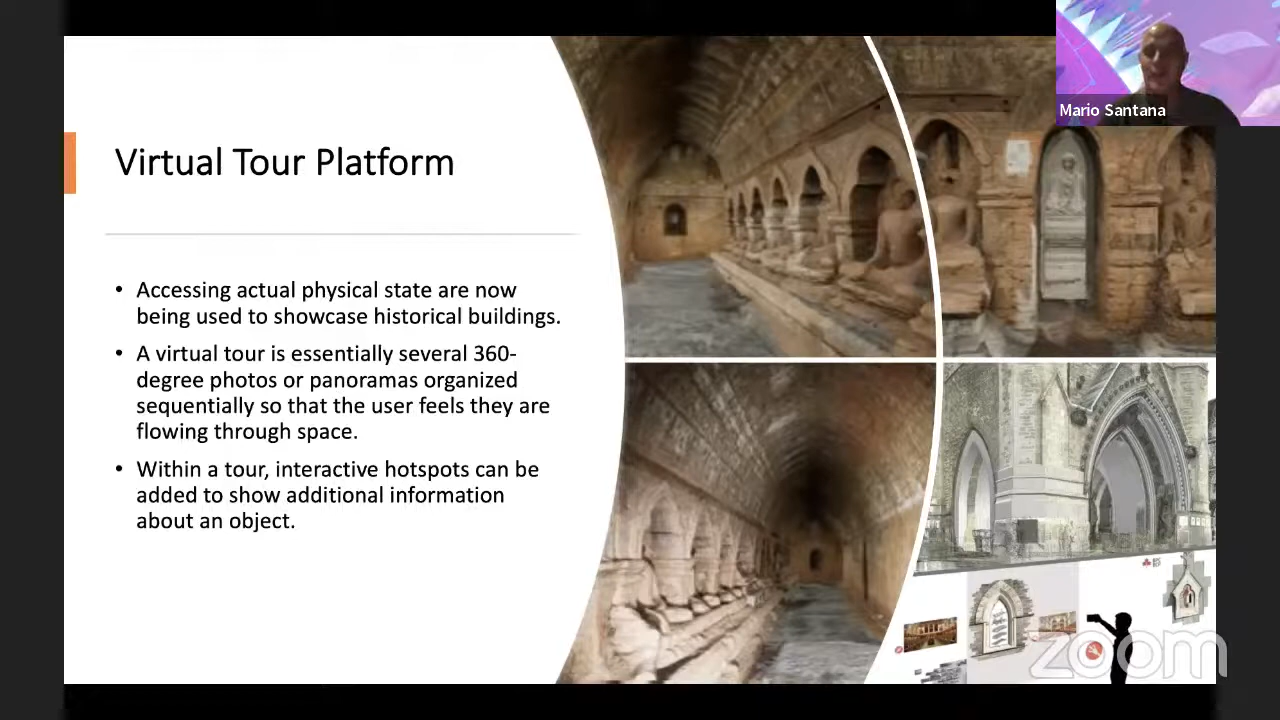 Mario Santana
Virtual Tour Platform
• Accessing actual physical state are now
being used to showcase historical buildings.
• A virtual tour is essentially several 360-
degree photos or panoramas organized
sequentially so that the user feels they are
flowing through space.
• Within a tour, interactive hotspots can be
added to show additional information
about an object.
zoom